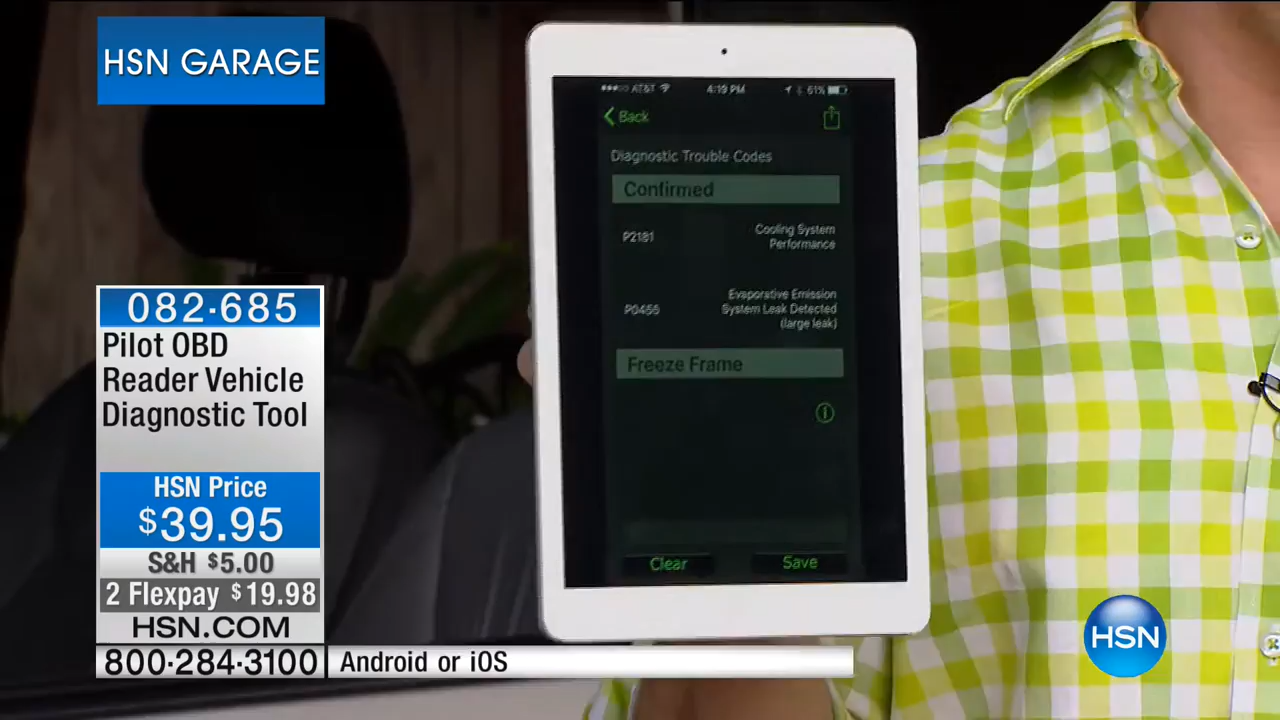 HSN GARAGE
082-685
Pilot OBD
Reader Vehicle
Diagnostic Tool
HSN Price
$39.95
S&H $5.00
2 Flexpay $19.98
HSN.COM
800-284-3100
Android or iOS
AT&T 4:19 PM 61%
Back
Diagnostic Trouble Codes
Confirmed
P2181 Cooling System
Performance
P0455 Evaporative Emission
System Leak Detected
(large leak)
Freeze Frame
Clear Save
HSN